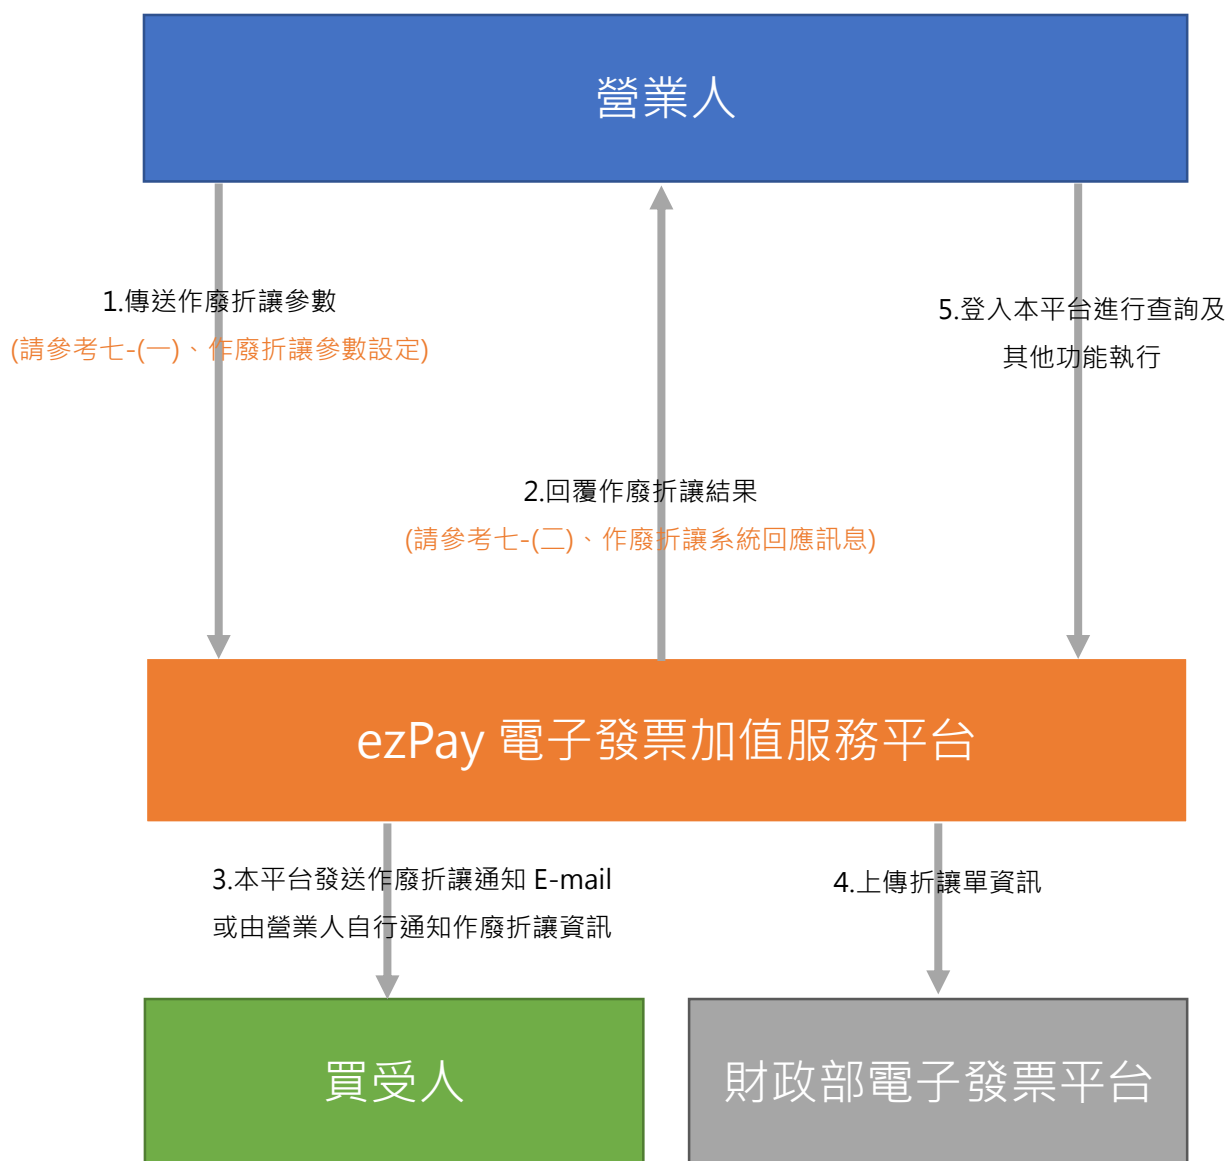 營業人
1.傳送作廢折讓參數
(請參考七-(一)、作廢折讓參數設定)
5.登入本平台進行查詢及
其他功能執行
2.回覆作廢折讓結果
(請參考七-(二)、作廢折讓系統回應訊息)
ezPay 電子發票加值服務平台
3.本平台發送作廢折讓通知 E-mail
或由營業人自行通知作廢折讓資訊
4.上傳折讓單資訊
買受人
財政部電子發票平台